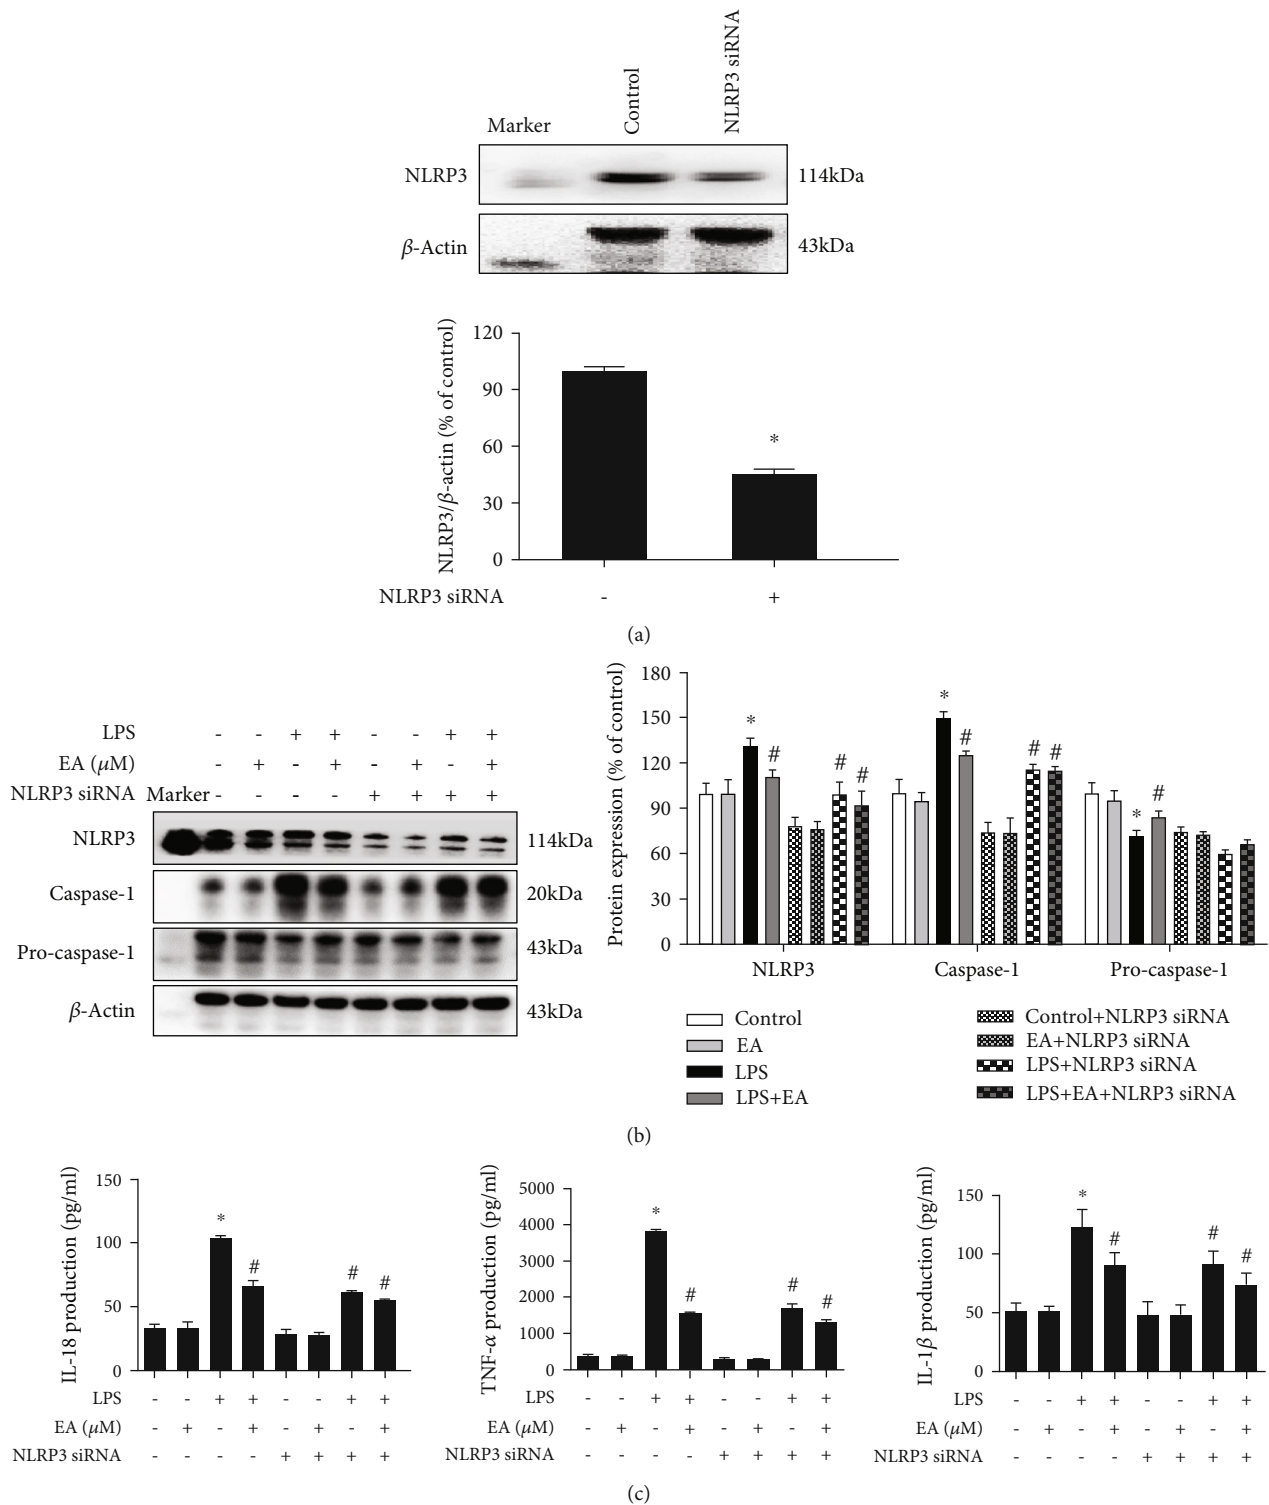 Marker
Control
NLRP3 siRNA
NLRP3
114kDa
β-Actin
43kDa
NLRP3/β-actin (% of control)
120
90
60
30
0
*
NLRP3 siRNA - +
(a)
LPS - - + + - - + +
EA (μM) - + - + - + - +
NLRP3 siRNA Marker - - - - + + + +
NLRP3
114kDa
Caspase-1
20kDa
Pro-caspase-1
43kDa
β-Actin
43kDa
Protein expression (% of control)
180
150
120
90
60
30
0
* # # #
* # # #
* #
NLRP3 Caspase-1 Pro-caspase-1
Control
EA
LPS
LPS+EA
Control+NLRP3 siRNA
EA+NLRP3 siRNA
LPS+NLRP3 siRNA
LPS+EA+NLRP3 siRNA
(b)
IL-18 production (pg/ml)
150
100
50
0
* # # #
LPS - - + + - - + +
EA (μM) - + - + - + - +
NLRP3 siRNA - - - - + + + +
TNF-α production (pg/ml)
5000
4000
3000
2000
1000
0
* # # #
LPS - - + + - - + +
EA (μM) - + - + - + - +
NLRP3 siRNA - - - - + + + +
IL-1β production (pg/ml)
150
100
50
0
* # # #
LPS - - + + - - + +
EA (μM) - + - + - + - +
NLRP3 siRNA - - - - + + + +
(c)